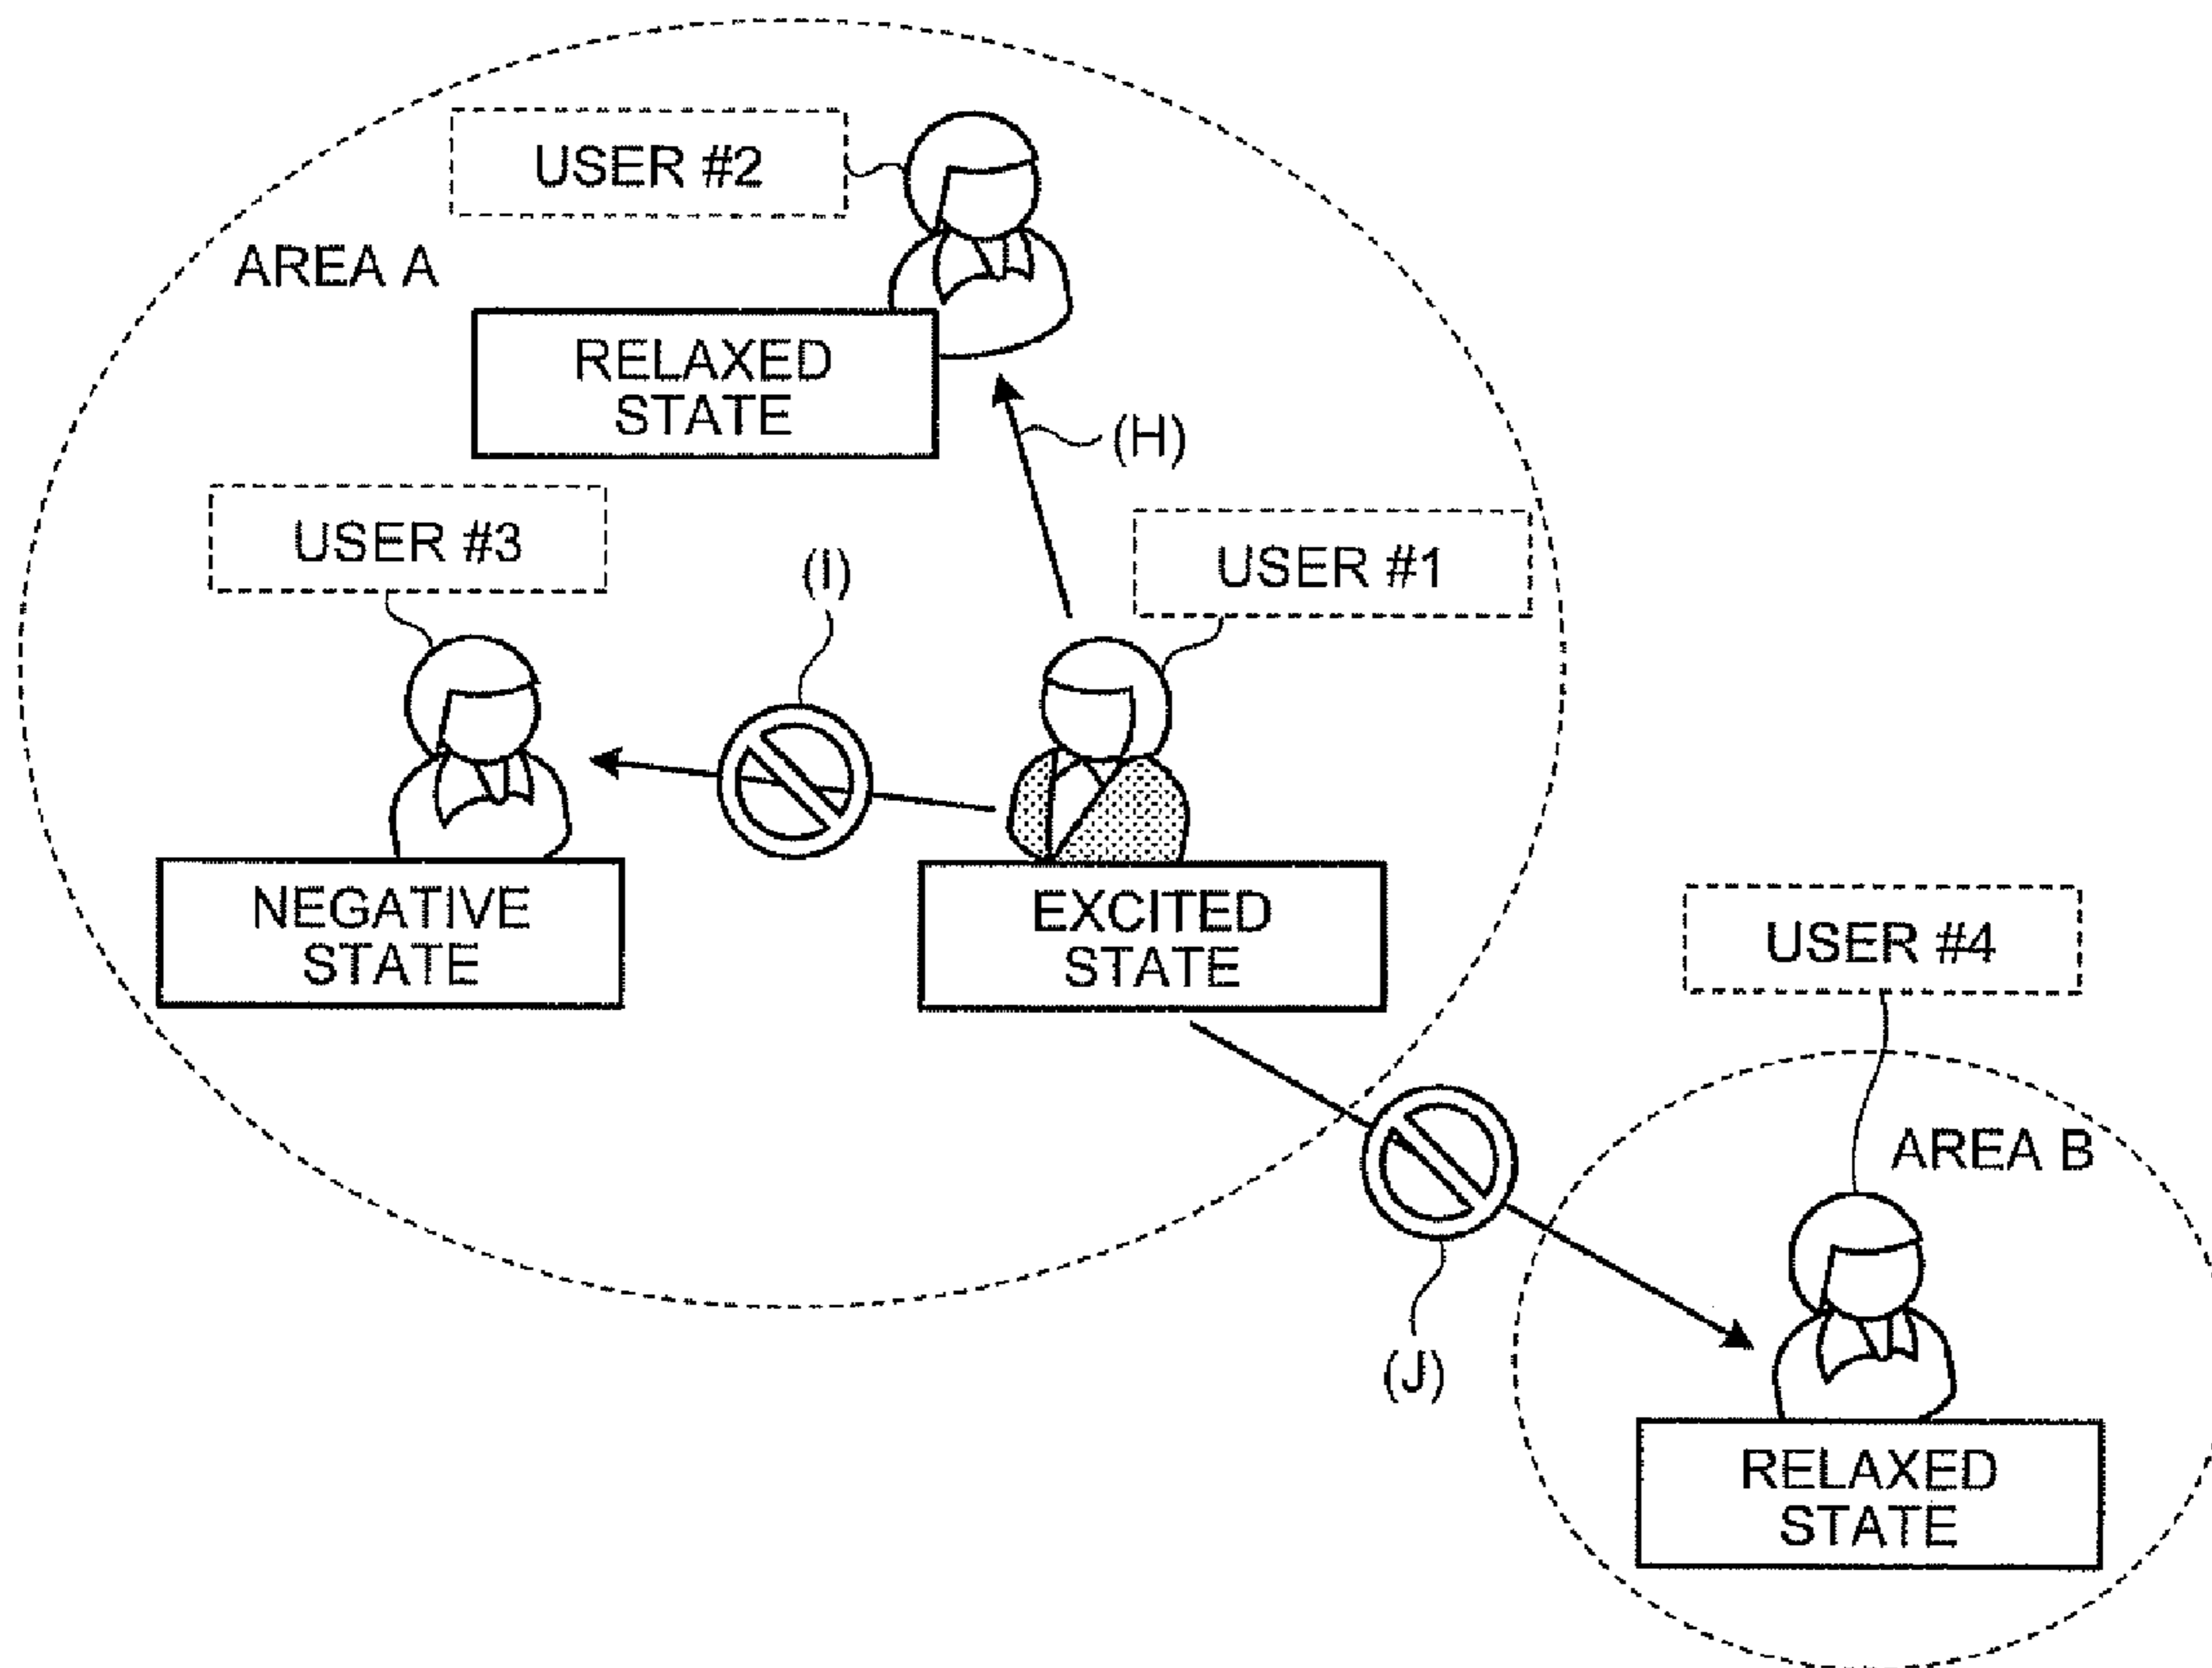 USER #2
AREA A
RELAXED
STATE
(H)
USER #3
(I)
USER #1
NEGATIVE
STATE
EXCITED
STATE
USER #4
AREA B
(J)
RELAXED
STATE